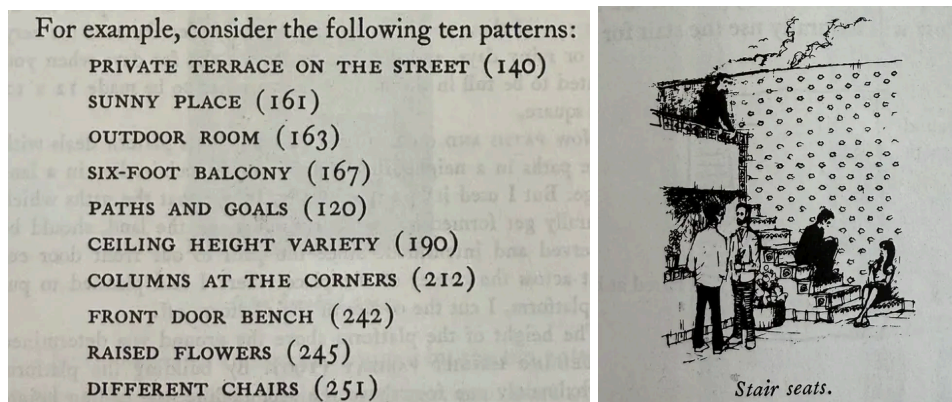 For example, consider the following ten patterns:
PRIVATE TERRACE ON THE STREET (140)
SUNNY PLACE (161)
OUTDOOR ROOM (163)
SIX-FOOT BALCONY (167)
PATHS AND GOALS (120)
CEILING HEIGHT VARIETY (190)
COLUMNS AT THE CORNERS (212)
FRONT DOOR BENCH (242)
RAISED FLOWERS (245)
DIFFERENT CHAIRS (251)
Stair seats.